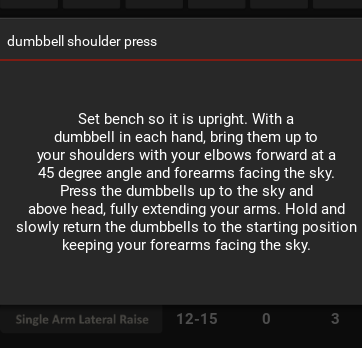 dumbbell shoulder press
Set bench so it is upright. With a
dumbbell in each hand, bring them up to
your shoulders with your elbows forward at a
45 degree angle and forearms facing the sky.
Press the dumbbells up to the sky and
above head, fully extending your arms. Hold and
slowly return the dumbbells to the starting position
keeping your forearms facing the sky.
Single Arm Lateral Raise 12-15 0 3